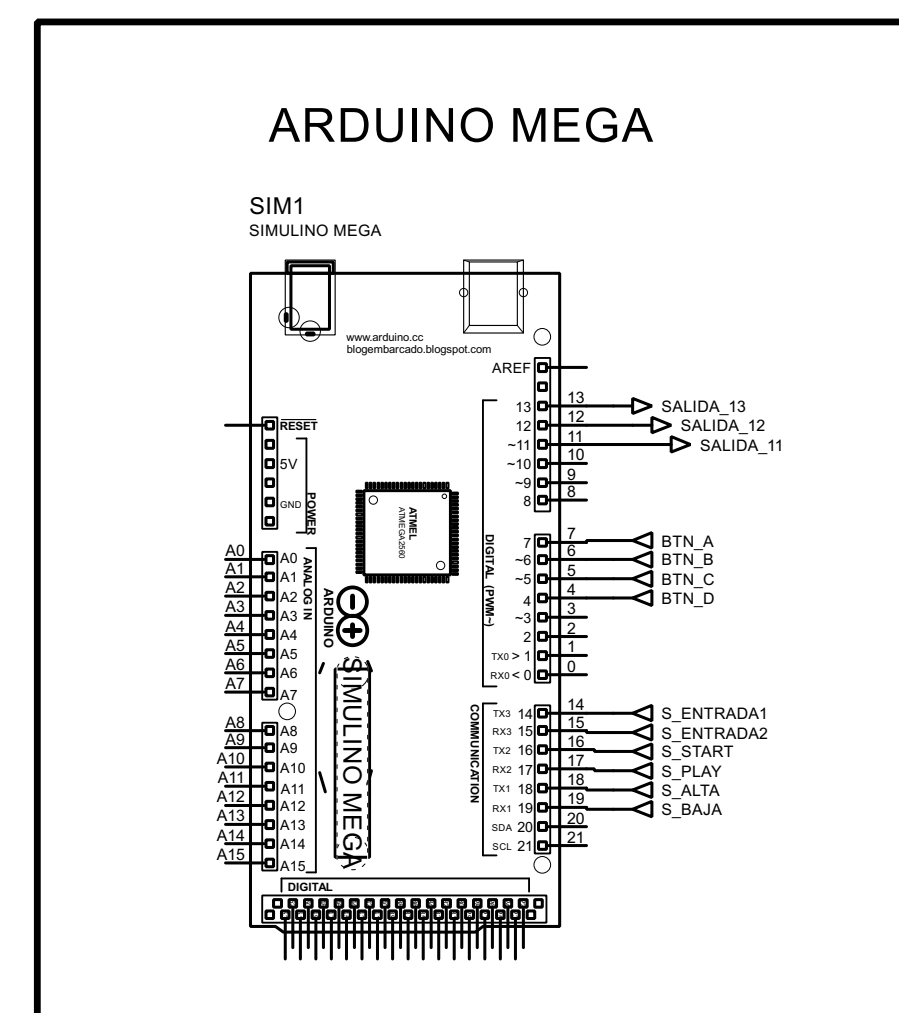 ARDUINO MEGA
SIM1
SIMULINO MEGA
www.arduino.cc
blogembarcado.blogspot.com
AREF
13 13 SALIDA_13
12 12 SALIDA_12
~11 11 SALIDA_11
~10 10
~9 9
8 8
RESET
5V
GND
POWER
ATMEL
ATMEGA2560
DIGITAL (PWM~)
7 7 BTN_A
~6 6 BTN_B
~5 5 BTN_C
4 4 BTN_D
~3 3
2 2
TX0 > 1 1
RX0 < 0 0
A0 A0
A1 A1
A2 A2
A3 A3
A4 A4
A5 A5
A6 A6
A7 A7
ANALOG IN
ARDUINO
SIMULINO MEGA
A8 A8
A9 A9
A10 A10
A11 A11
A12 A12
A13 A13
A14 A14
A15 A15
COMMUNICATION
TX3 14 14 S_ENTRADA1
RX3 15 15 S_ENTRADA2
TX2 16 16 S_START
RX2 17 17 S_PLAY
TX1 18 18 S_ALTA
RX1 19 19 S_BAJA
SDA 20 20
SCL 21 21
DIGITAL